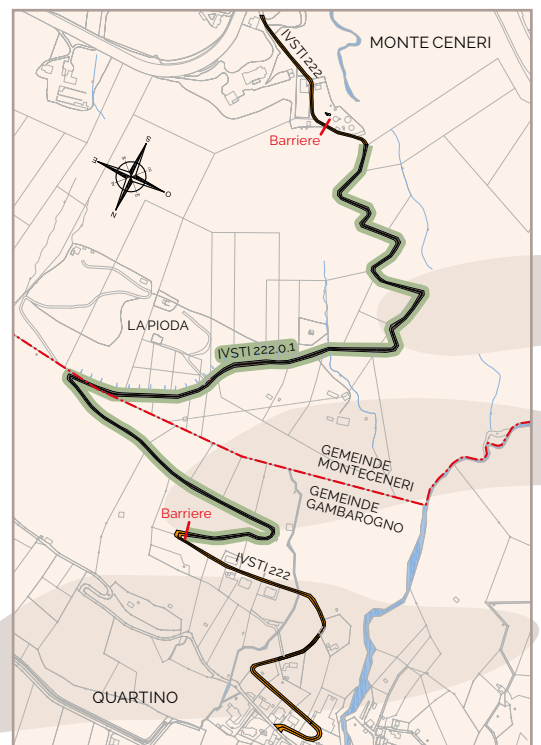 IVSTI 222
MONTE CENERI
Barriere
S
E
O
N
LA PIODA
IVSTI 222.0.1
GEMEINDE
MONTECENERI
GEMEINDE
GAMBAROGNO
Barriere
IVSTI 222
QUARTINO